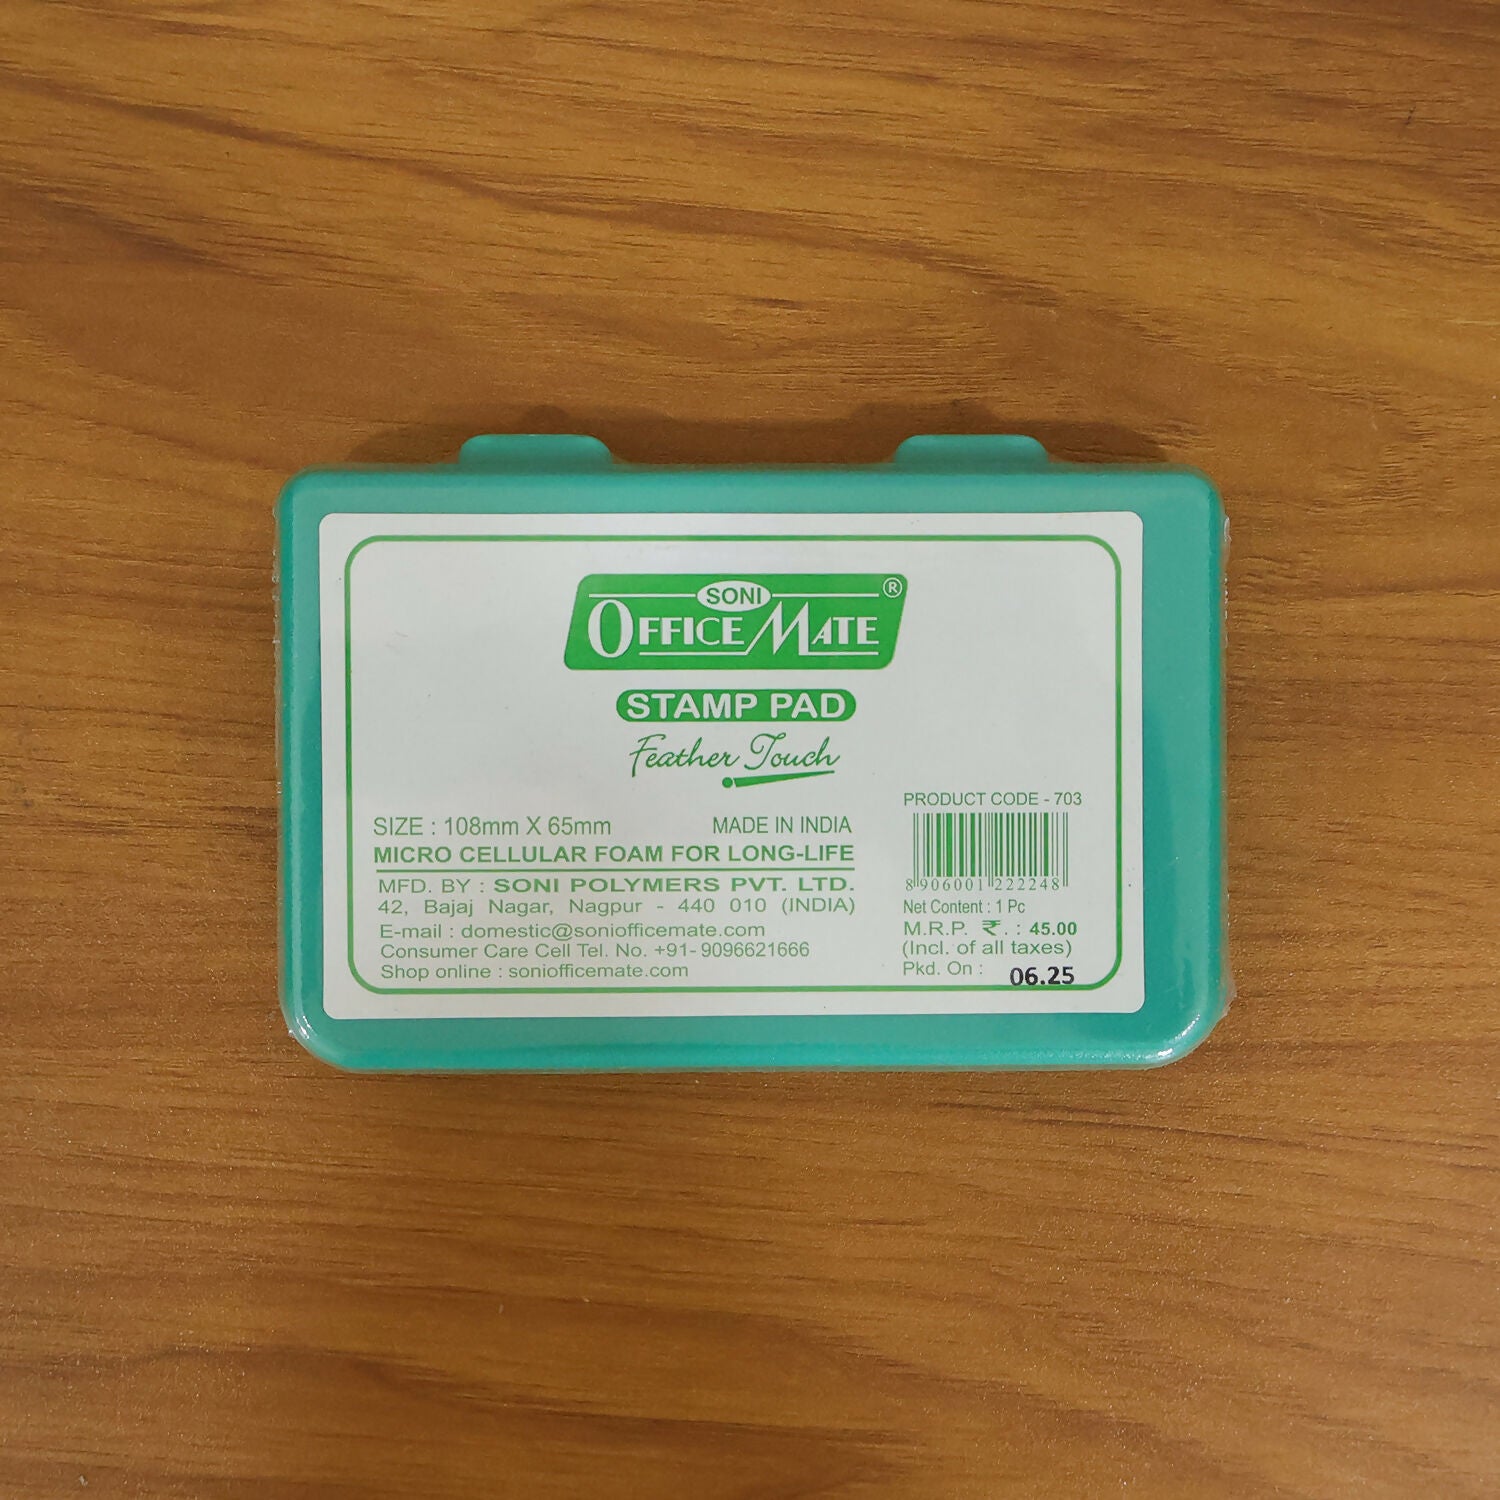 SONI
OFFICE MATE ®
STAMP PAD
Feather Touch
SIZE : 108mm X 65mm MADE IN INDIA
MICRO CELLULAR FOAM FOR LONG-LIFE
MFD. BY : SONI POLYMERS PVT. LTD.
42, Bajaj Nagar, Nagpur - 440 010 (INDIA)
E-mail : domestic@soniofficemate.com
Consumer Care Cell Tel. No. +91- 9096621666
Shop online : soniofficemate.com
PRODUCT CODE - 703
8 906001 222248
Net Content : 1 Pc
M.R.P. ₹. : 45.00
(Incl. of all taxes)
Pkd. On : 06.25